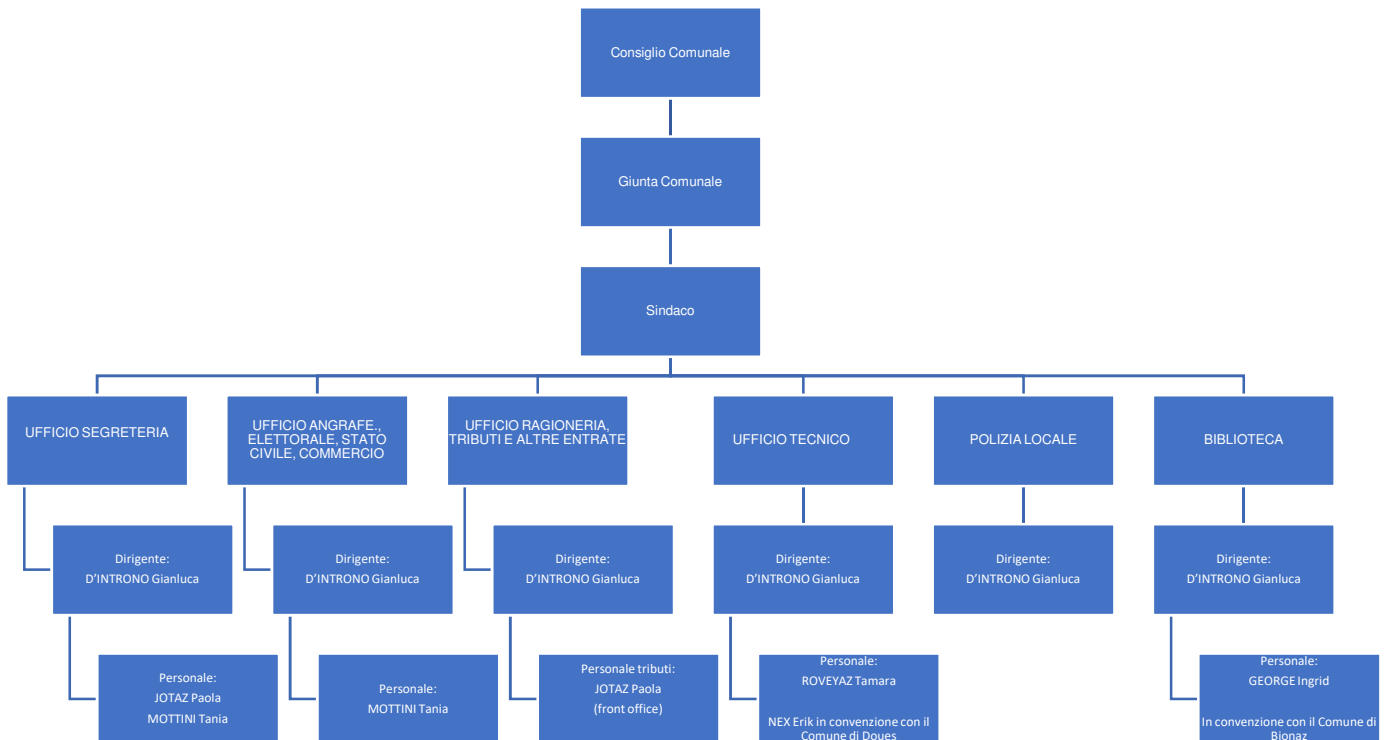 Consiglio Comunale
Giunta Comunale
Sindaco
UFFICIO SEGRETERIA
UFFICIO ANGRAFE.,
ELETTORALE, STATO
CIVILE, COMMERCIO
UFFICIO RAGIONERIA,
TRIBUTI E ALTRE ENTRATE
UFFICIO TECNICO
POLIZIA LOCALE
BIBLIOTECA
Dirigente:
D'INTRONO Gianluca
Dirigente:
D'INTRONO Gianluca
Dirigente:
D'INTRONO Gianluca
Dirigente:
D'INTRONO Gianluca
Dirigente:
D'INTRONO Gianluca
Dirigente:
D'INTRONO Gianluca
Personale:
JOTAZ Paola
MOTTINI Tania
Personale:
MOTTINI Tania
Personale tributi:
JOTAZ Paola
(front office)
Personale:
ROVEYAZ Tamara
NEX Erik in convenzione con il
Comune di Doues
Personale:
GEORGE Ingrid
In convenzione con il Comune di
Bionaz